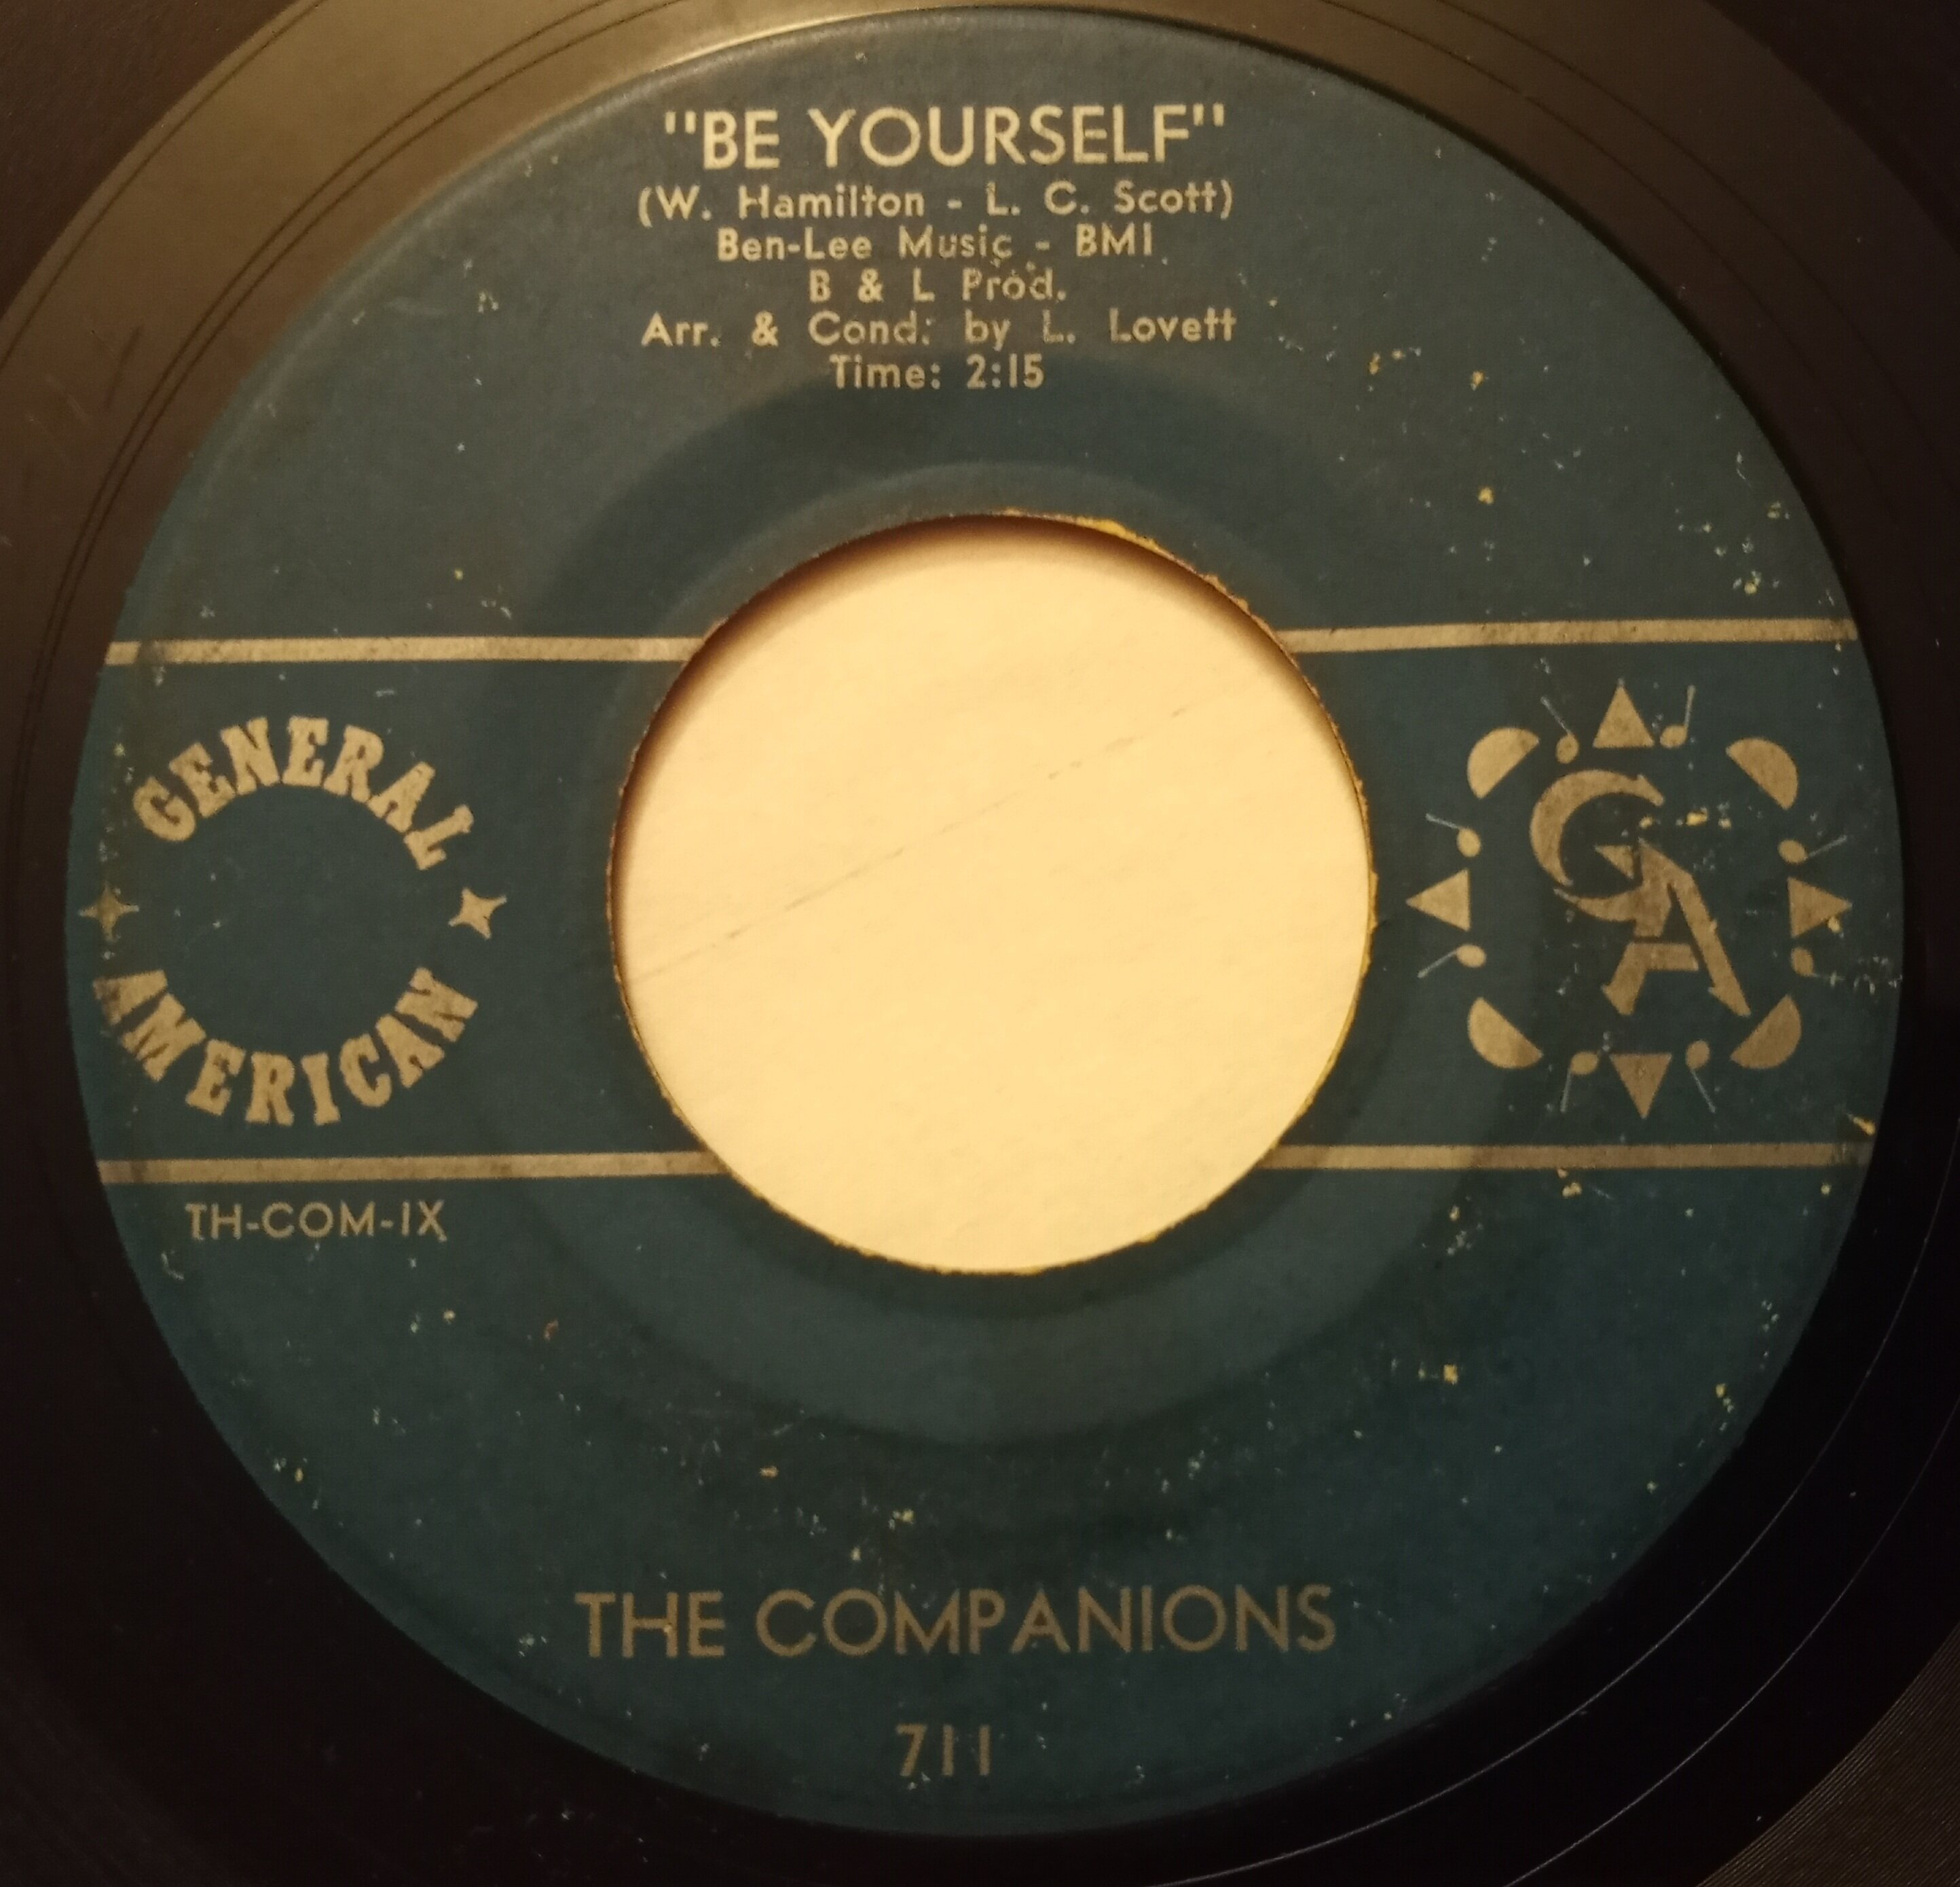 "BE YOURSELF"
(W. Hamilton - L. C. Scott)
Ben-Lee Music - BMI
B & L Prod.
Arr. & Cond. by L. Lovett
Time: 2:15
GENERAL
AMERICAN
GA
TH-COM-IX
THE COMPANIONS
711